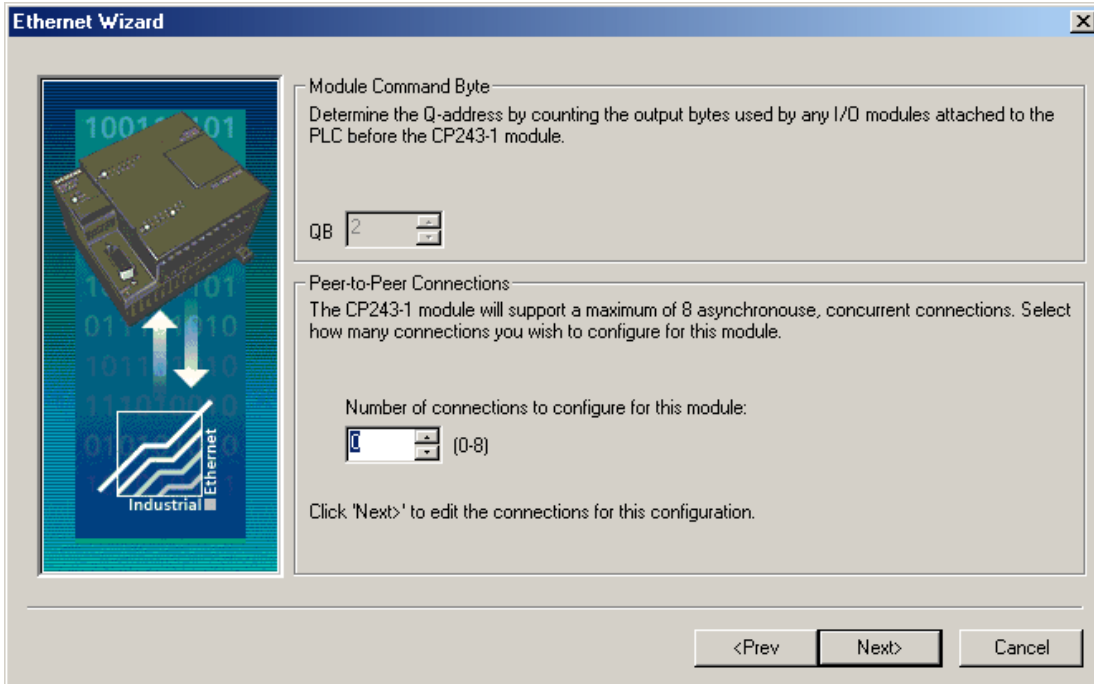 Ethernet Wizard
Module Command Byte
Determine the Q-address by counting the output bytes used by any I/O modules attached to the
PLC before the CP243-1 module.
QB 2
Peer-to-Peer Connections
The CP243-1 module will support a maximum of 8 asynchronouse, concurrent connections. Select
how many connections you wish to configure for this module.
Number of connections to configure for this module:
0 (0-8)
Click 'Next>' to edit the connections for this configuration.
Industrial
Ethernet
<Prev
Next>
Cancel